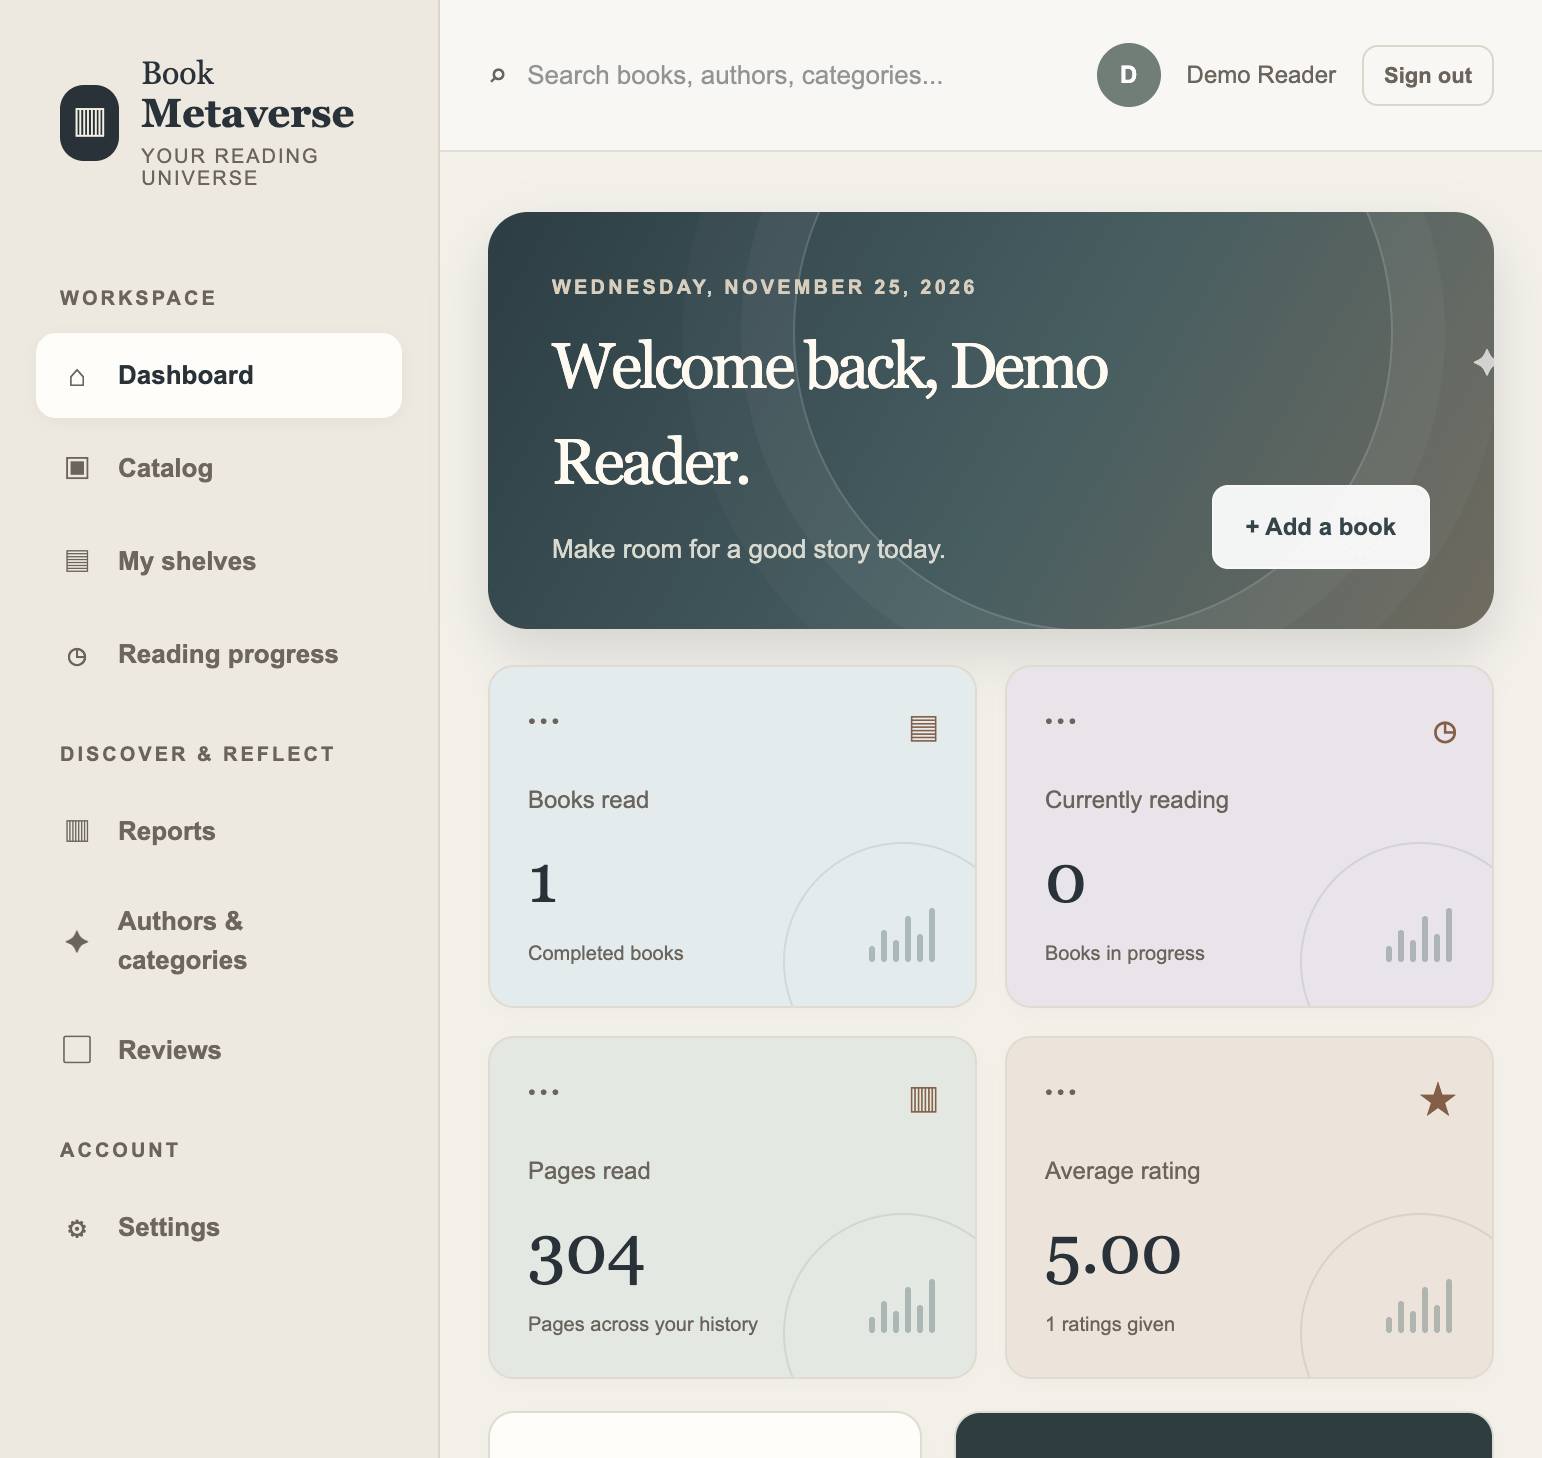 Book
Metaverse
YOUR READING
UNIVERSE
WORKSPACE
Dashboard
Catalog
My shelves
Reading progress
DISCOVER & REFLECT
Reports
Authors &
categories
Reviews
ACCOUNT
Settings
Search books, authors, categories...
D
Demo Reader
Sign out
WEDNESDAY, NOVEMBER 25, 2026
Welcome back, Demo
Reader.
Make room for a good story today.
+ Add a book
Books read
1
Completed books
Currently reading
0
Books in progress
Pages read
304
Pages across your history
Average rating
5.00
1 ratings given